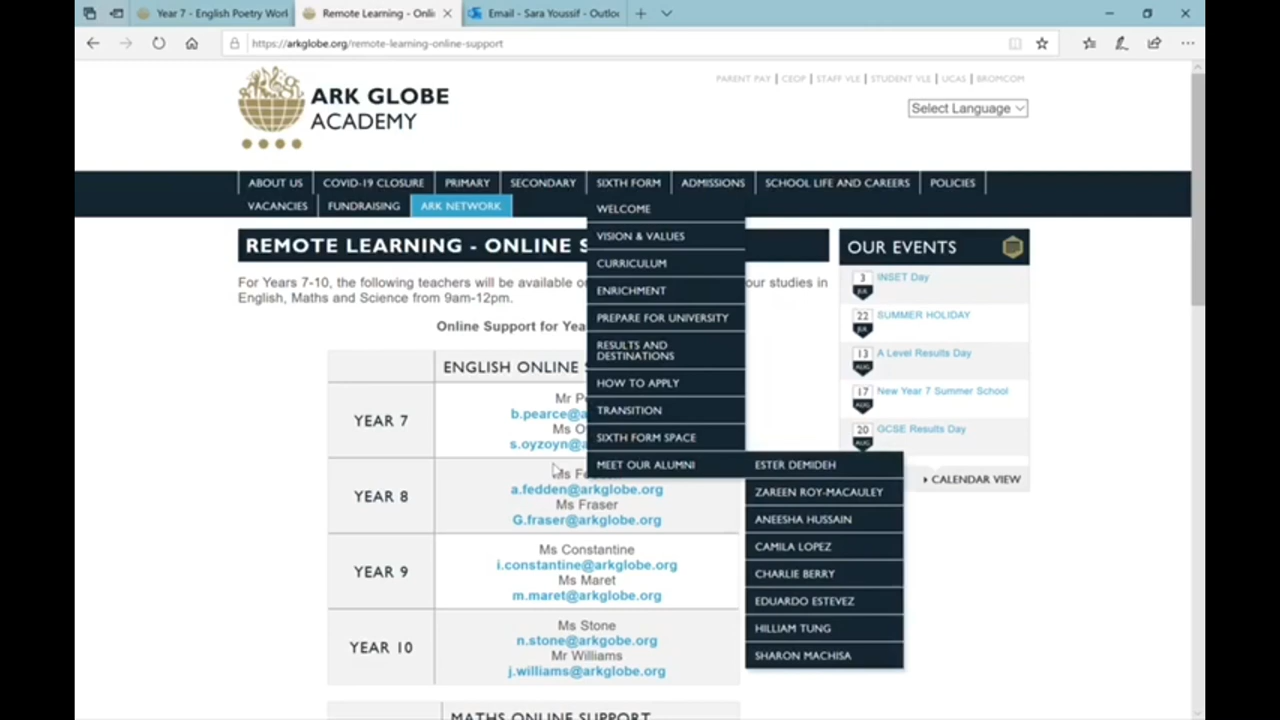 Year 7 - English Poetry Worl
Remote Learning - Onli
Email - Sara Youssif - Outlo
https://arkglobe.org/remote-learning-online-support
ARK GLOBE
ACADEMY
PARENT PAY | CEOP | STAFF VLE | STUDENT VLE | UCAS | BROMCOM
Select Language
ABOUT US
COVID-19 CLOSURE
PRIMARY
SECONDARY
SIXTH FORM
ADMISSIONS
SCHOOL LIFE AND CAREERS
POLICIES
VACANCIES
FUNDRAISING
ARK NETWORK
WELCOME
VISION & VALUES
CURRICULUM
ENRICHMENT
PREPARE FOR UNIVERSITY
RESULTS AND
DESTINATIONS
HOW TO APPLY
TRANSITION
SIXTH FORM SPACE
MEET OUR ALUMNI
ESTER DEMIDEH
ZAREEN ROY-MACAULEY
ANEESHA HUSSAIN
CAMILA LOPEZ
CHARLIE BERRY
EDUARDO ESTEVEZ
HILLIAM TUNG
SHARON MACHISA
REMOTE LEARNING - ONLINE S
For Years 7-10, the following teachers will be available o our studies in
English, Maths and Science from 9am-12pm.
Online Support for Yea
ENGLISH ONLINE S
YEAR 7
Mr P
b.pearce@a
Ms O
s.oyzoyn@a
YEAR 8
Ms Fe
a.fedden@arkglobe.org
Ms Fraser
G.fraser@arkglobe.org
YEAR 9
Ms Constantine
i.constantine@arkglobe.org
Ms Maret
m.maret@arkglobe.org
YEAR 10
Ms Stone
n.stone@arkgobe.org
Mr Williams
j.williams@arkglobe.org
MATHS ONLINE SUPPORT
OUR EVENTS
3 JUL INSET Day
22 JUL SUMMER HOLIDAY
13 AUG A Level Results Day
17 AUG New Year 7 Summer School
20 AUG GCSE Results Day
CALENDAR VIEW